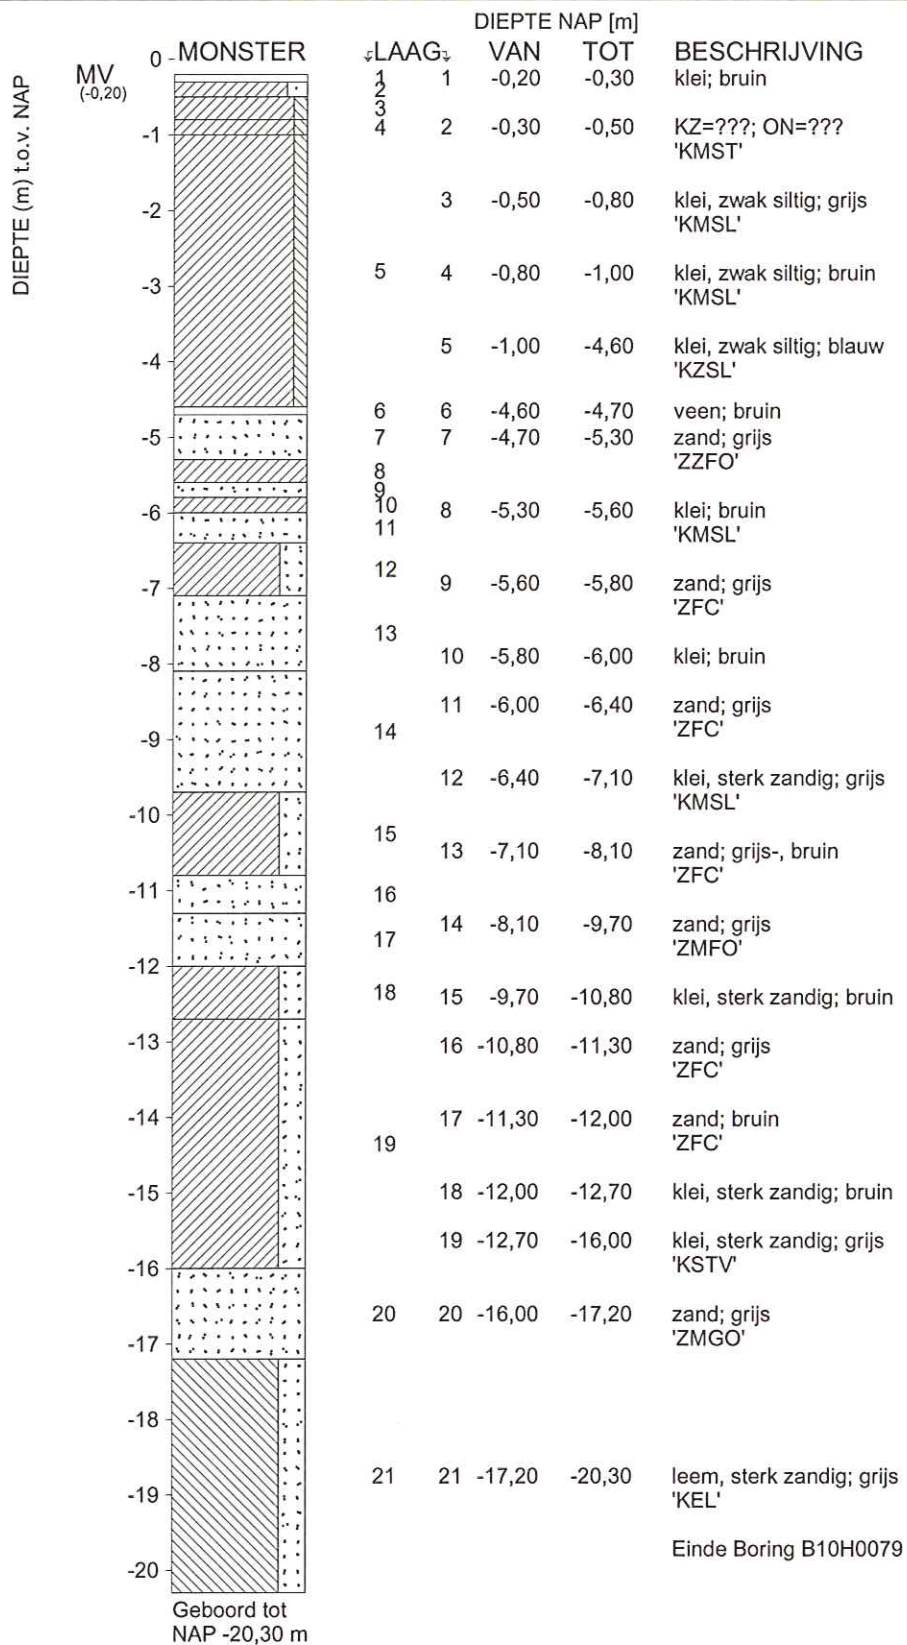 DIEPTE NAP [m]
MONSTER LAAG VAN TOT BESCHRIJVING
DIEPTE (m) t.o.v. NAP
MV
(-0,20)
0
-1
-2
-3
-4
-5
-6
-7
-8
-9
-10
-11
-12
-13
-14
-15
-16
-17
-18
-19
-20
1
2
3
4
5
6
7
8
9
10
11
12
13
14
15
16
17
18
19
20
21
1 -0,20 -0,30 klei; bruin
2 -0,30 -0,50 KZ=???; ON=???
'KMST'
3 -0,50 -0,80 klei, zwak siltig; grijs
'KMSL'
4 -0,80 -1,00 klei, zwak siltig; bruin
'KMSL'
5 -1,00 -4,60 klei, zwak siltig; blauw
'KZSL'
6 -4,60 -4,70 veen; bruin
7 -4,70 -5,30 zand; grijs
'ZZFO'
8 -5,30 -5,60 klei; bruin
'KMSL'
9 -5,60 -5,80 zand; grijs
'ZFC'
10 -5,80 -6,00 klei; bruin
11 -6,00 -6,40 zand; grijs
'ZFC'
12 -6,40 -7,10 klei, sterk zandig; grijs
'KMSL'
13 -7,10 -8,10 zand; grijs-, bruin
'ZFC'
14 -8,10 -9,70 zand; grijs
'ZMFO'
15 -9,70 -10,80 klei, sterk zandig; bruin
16 -10,80 -11,30 zand; grijs
'ZFC'
17 -11,30 -12,00 zand; bruin
'ZFC'
18 -12,00 -12,70 klei, sterk zandig; bruin
19 -12,70 -16,00 klei, sterk zandig; grijs
'KSTV'
20 -16,00 -17,20 zand; grijs
'ZMGO'
21 -17,20 -20,30 leem, sterk zandig; grijs
'KEL'
Einde Boring B10H0079
Geboord tot
NAP -20,30 m